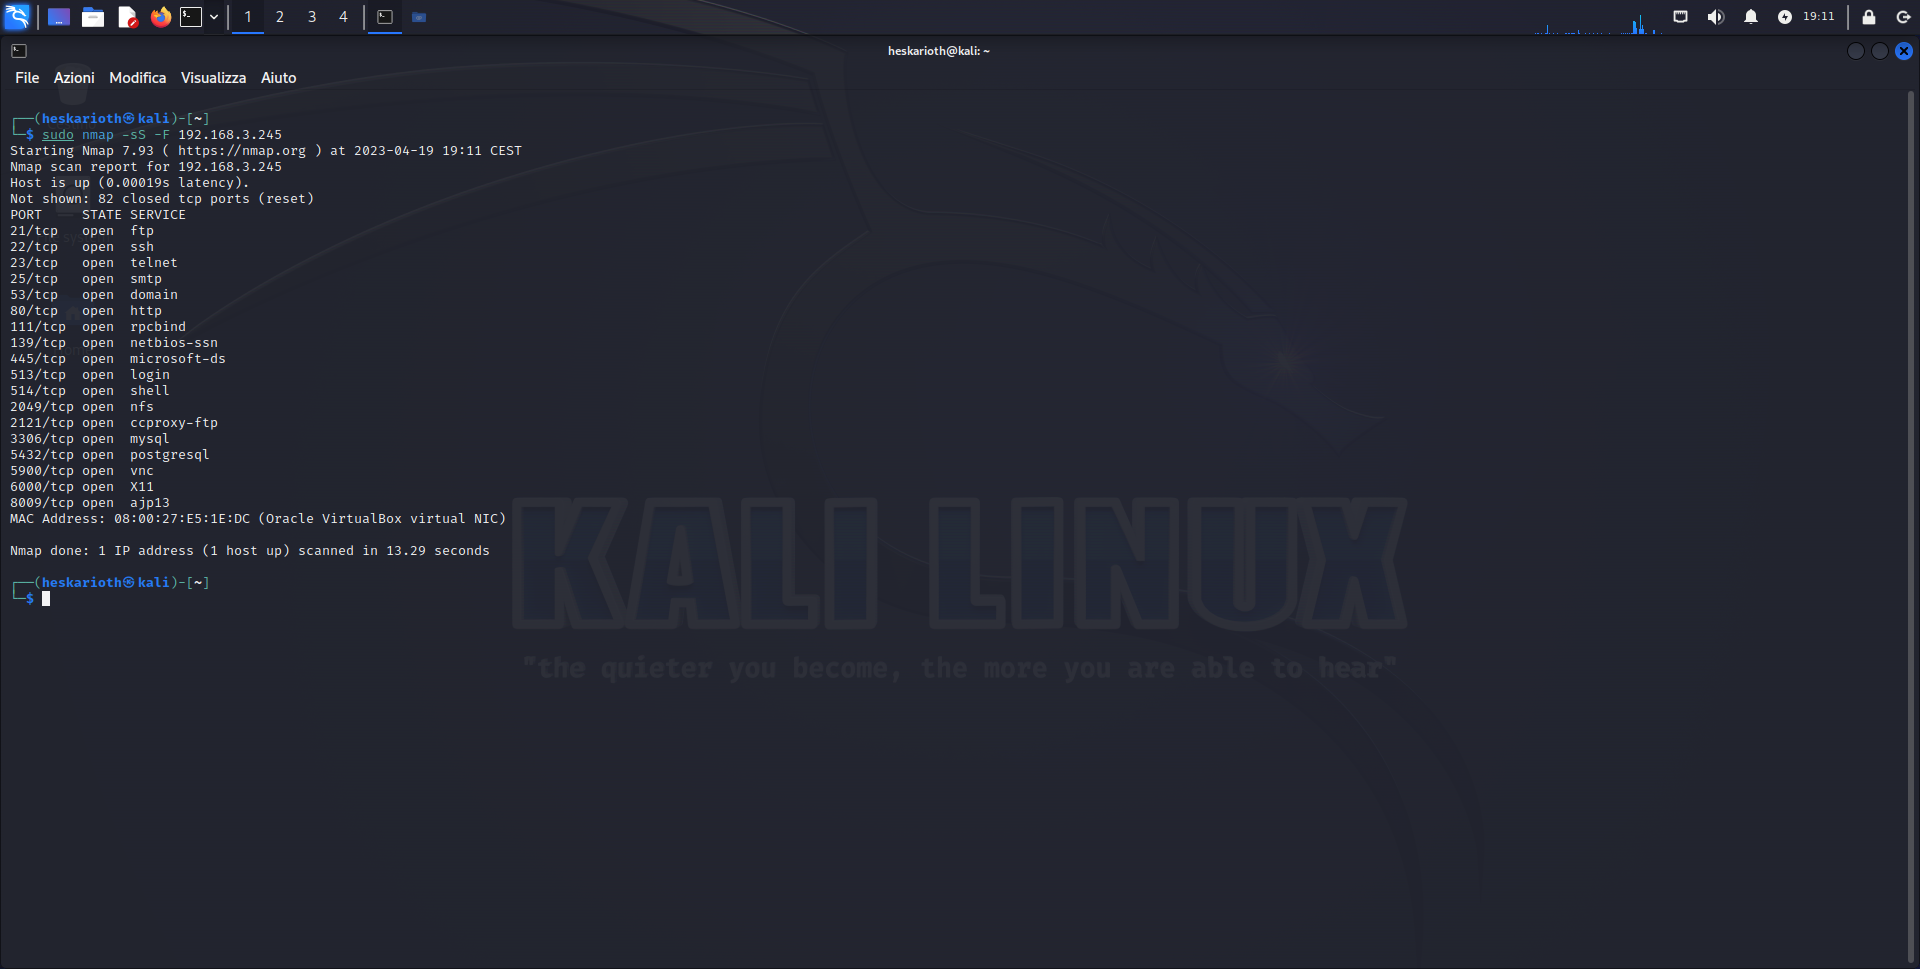 1 2 3 4
19:11
heskarioth@kali: ~
File Azioni Modifica Visualizza Aiuto
┌──(heskarioth㉿kali)-[~]
└─$ sudo nmap -sS -F 192.168.3.245
Starting Nmap 7.93 ( https://nmap.org ) at 2023-04-19 19:11 CEST
Nmap scan report for 192.168.3.245
Host is up (0.00019s latency).
Not shown: 82 closed tcp ports (reset)
PORT     STATE SERVICE
21/tcp   open  ftp
22/tcp   open  ssh
23/tcp   open  telnet
25/tcp   open  smtp
53/tcp   open  domain
80/tcp   open  http
111/tcp  open  rpcbind
139/tcp  open  netbios-ssn
445/tcp  open  microsoft-ds
513/tcp  open  login
514/tcp  open  shell
2049/tcp open  nfs
2121/tcp open  ccproxy-ftp
3306/tcp open  mysql
5432/tcp open  postgresql
5900/tcp open  vnc
6000/tcp open  X11
8009/tcp open  ajp13
MAC Address: 08:00:27:E5:1E:DC (Oracle VirtualBox virtual NIC)
Nmap done: 1 IP address (1 host up) scanned in 13.29 seconds
┌──(heskarioth㉿kali)-[~]
└─$
KALI LINUX
"the quieter you become, the more you are able to hear"